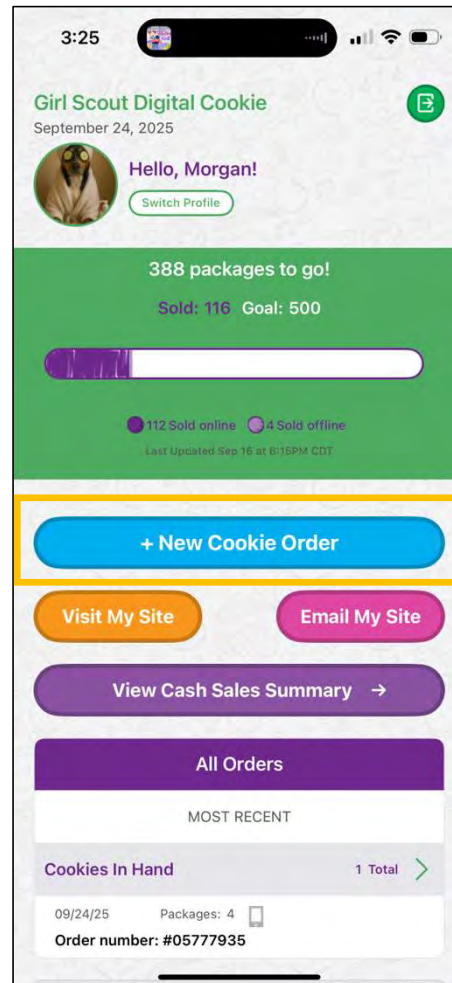 3:25
Girl Scout Digital Cookie
September 24, 2025
Hello, Morgan!
Switch Profile
388 packages to go!
Sold: 116 Goal: 500
112 Sold online 4 Sold offline
Last Updated Sep 16 at 8:15PM CDT
+ New Cookie Order
Visit My Site Email My Site
View Cash Sales Summary →
All Orders
MOST RECENT
Cookies In Hand 1 Total
09/24/25 Packages: 4
Order number: #05777935